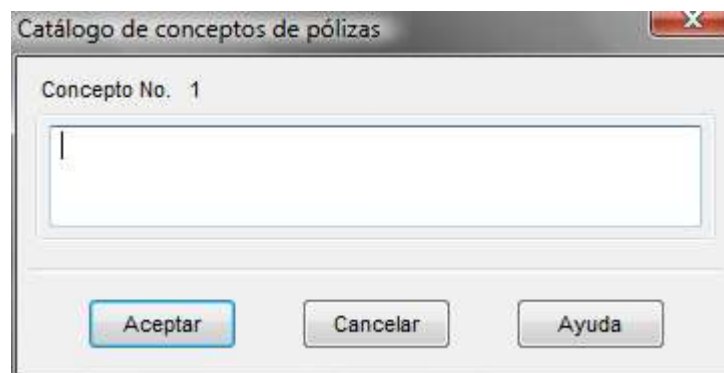 Catálogo de conceptos de pólizas
Concepto No. 1
Aceptar Cancelar Ayuda